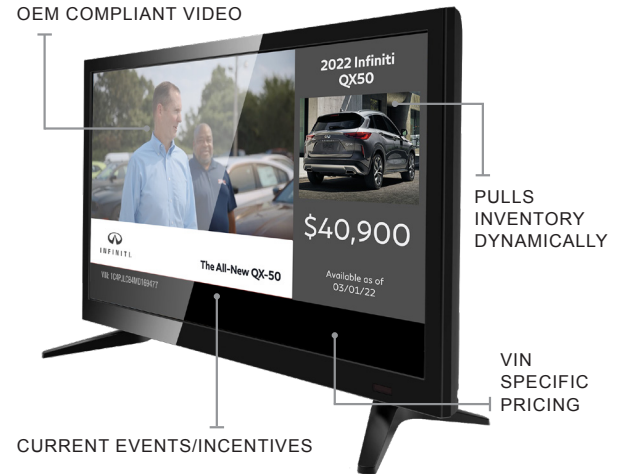 OEM COMPLIANT VIDEO
2022 Infiniti
QX50
$40,900
Available as of
03/01/22
INFINITI
The All-New QX-50
PULLS
INVENTORY
DYNAMICALLY
VIN
SPECIFIC
PRICING
CURRENT EVENTS/INCENTIVES